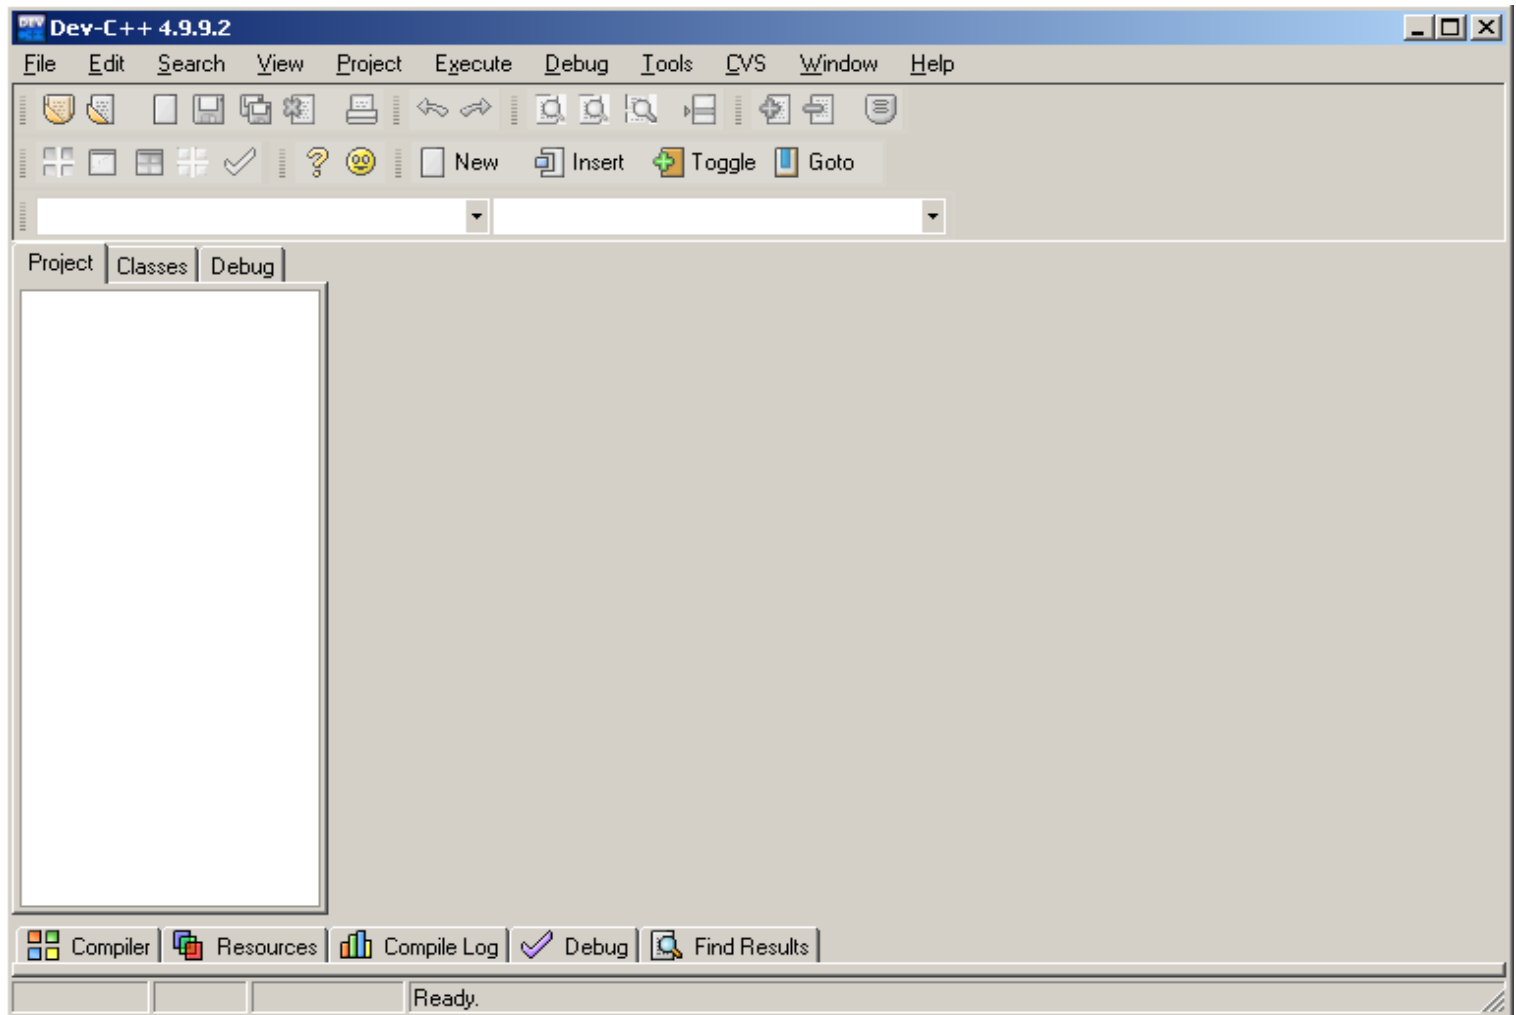 Dev-C++ 4.9.9.2
File Edit Search View Project Execute Debug Tools CVS Window Help
New Insert Toggle Goto
Project Classes Debug
Compiler Resources Compile Log Debug Find Results
Ready.